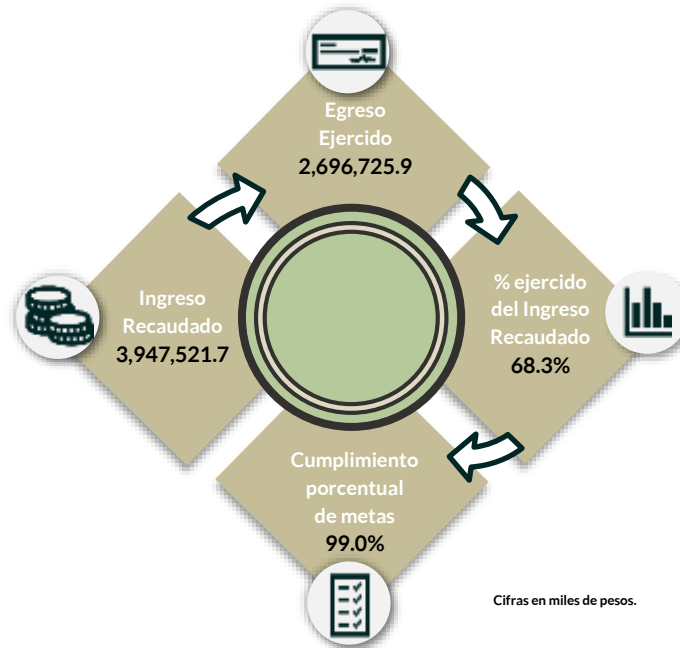 Egreso
Ejercido
2,696,725.9
Ingreso
Recaudado
3,947,521.7
% ejercido
del Ingreso
Recaudado
68.3%
Cumplimiento
porcentual
de metas
99.0%
Cifras en miles de pesos.